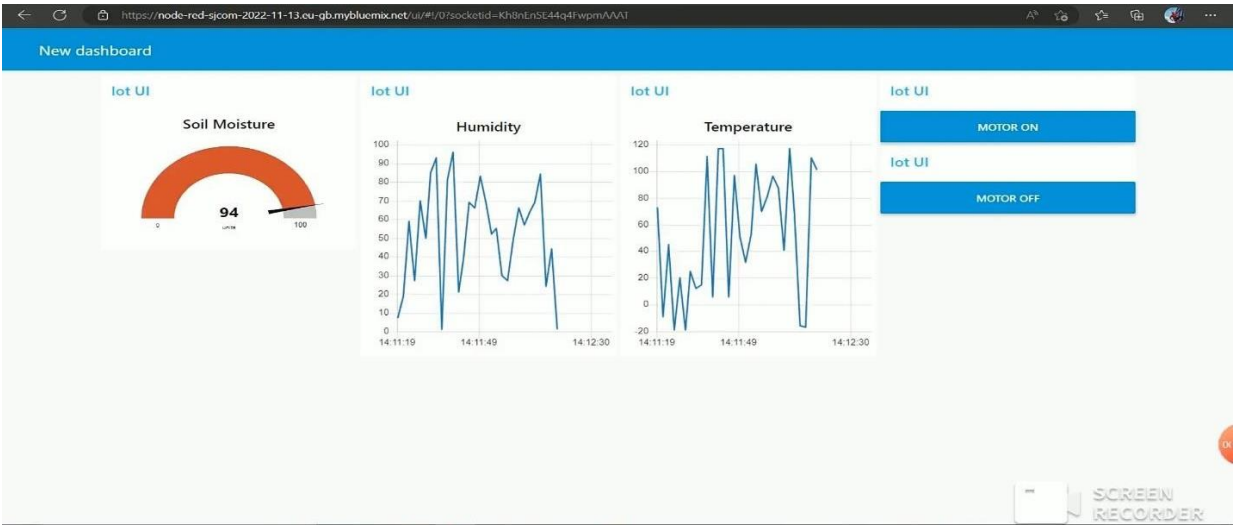 https://node-red-sjcom-2022-11-13.eu-gb.mybluemix.net/ui/#!/0?socketid=
New dashboard
Iot UI
Soil Moisture
94
units
0
100
Iot UI
Humidity
100
90
80
70
60
50
40
30
20
10
0
14:11:19 14:11:49 14:12:30
Iot UI
Temperature
120
100
80
60
40
20
0
-20
14:11:19 14:11:49 14:12:30
Iot UI
MOTOR ON
Iot UI
MOTOR OFF
SCREEN
RECORDER